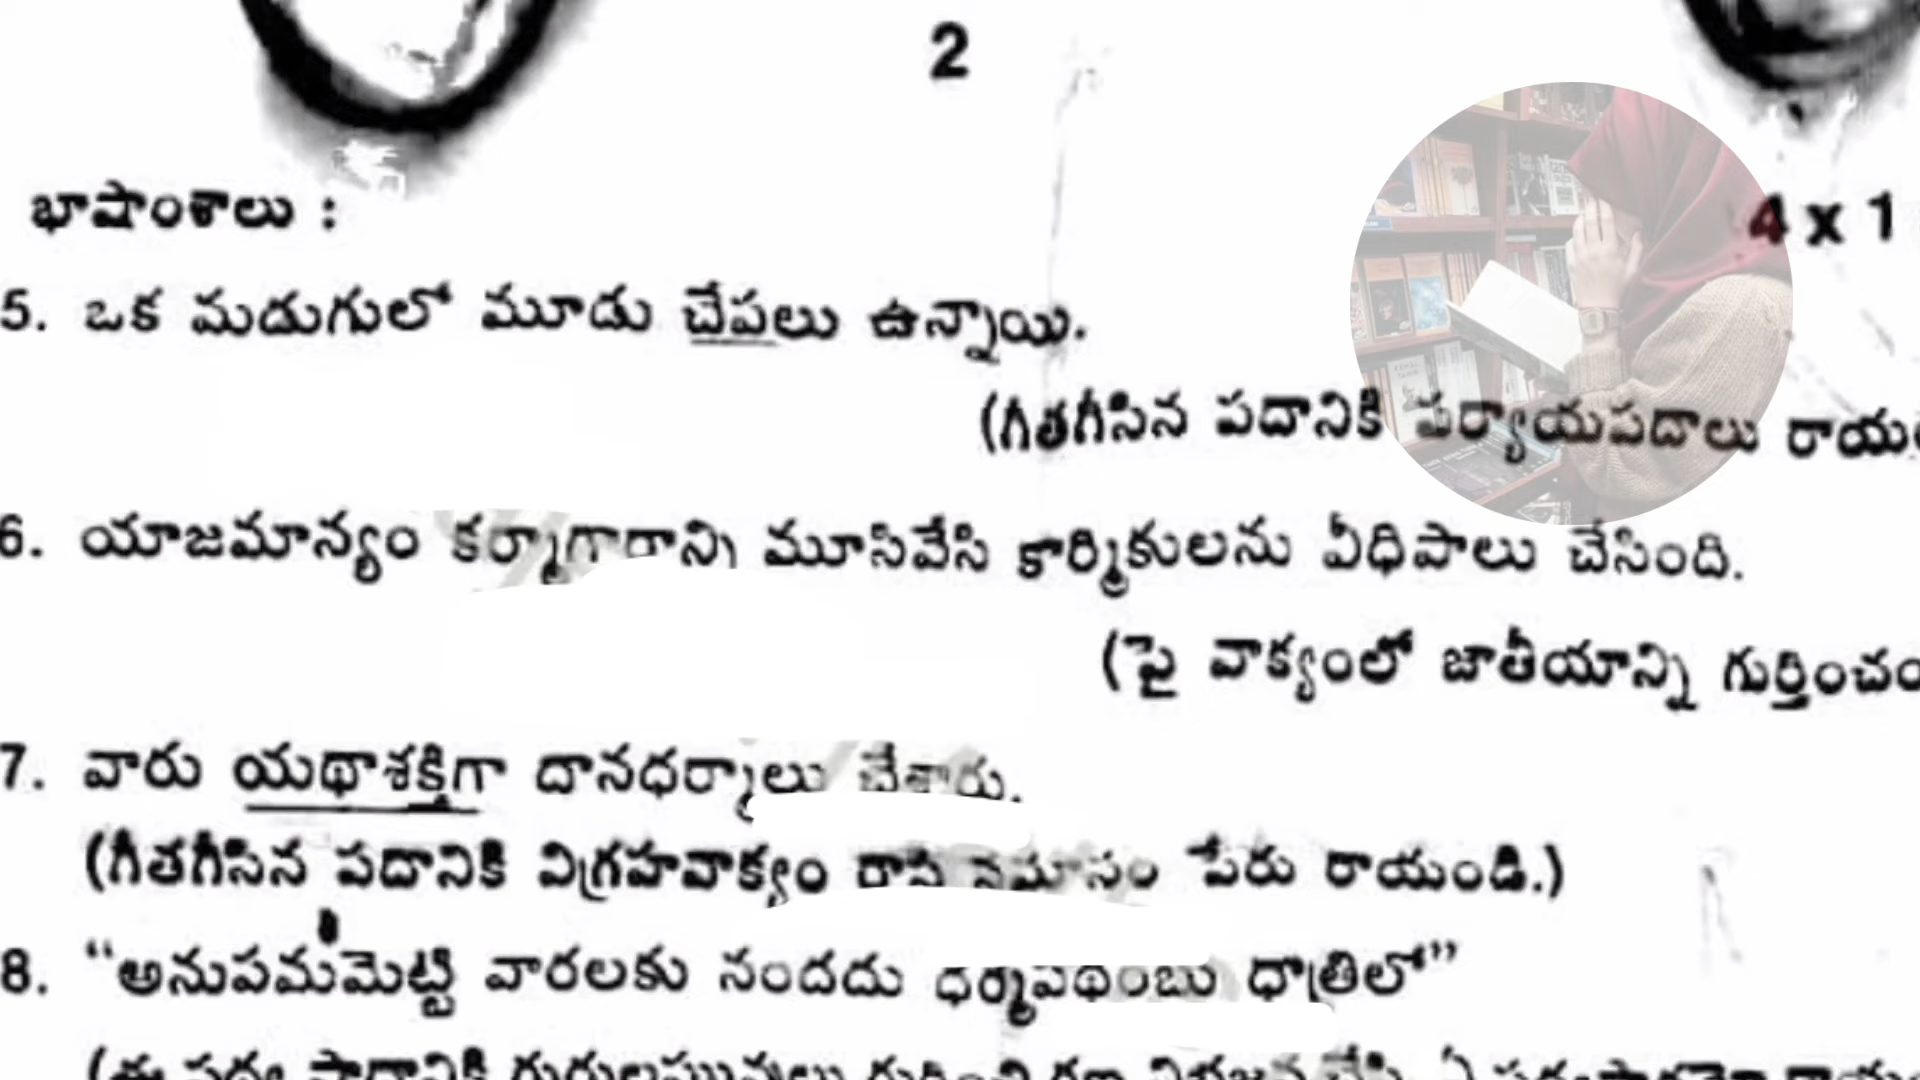 2
భాషాంశాలు :
4 x 1
5. ఒక మడుగులో మూడు చేపలు ఉన్నాయి.
(గీతగీసిన పదానికి పర్యాయపదాలు
6. యాజమాన్యం కర్మాగారాన్ని మూసివేసి కార్మికులను వీధిపాలు చేసింది.
(పై వాక్యంలో జాతీయాన్ని
7. వారు యథాశక్తిగా దానధర్మాలు చేశారు.
(గీతగీసిన పదానికి విగ్రహవాక్యం రాసి సమాసం పేరు రాయండి.)
8. “అనుపమమెట్టి వారలకు నందదు ధర్మపథంబు ధాత్రిలో”